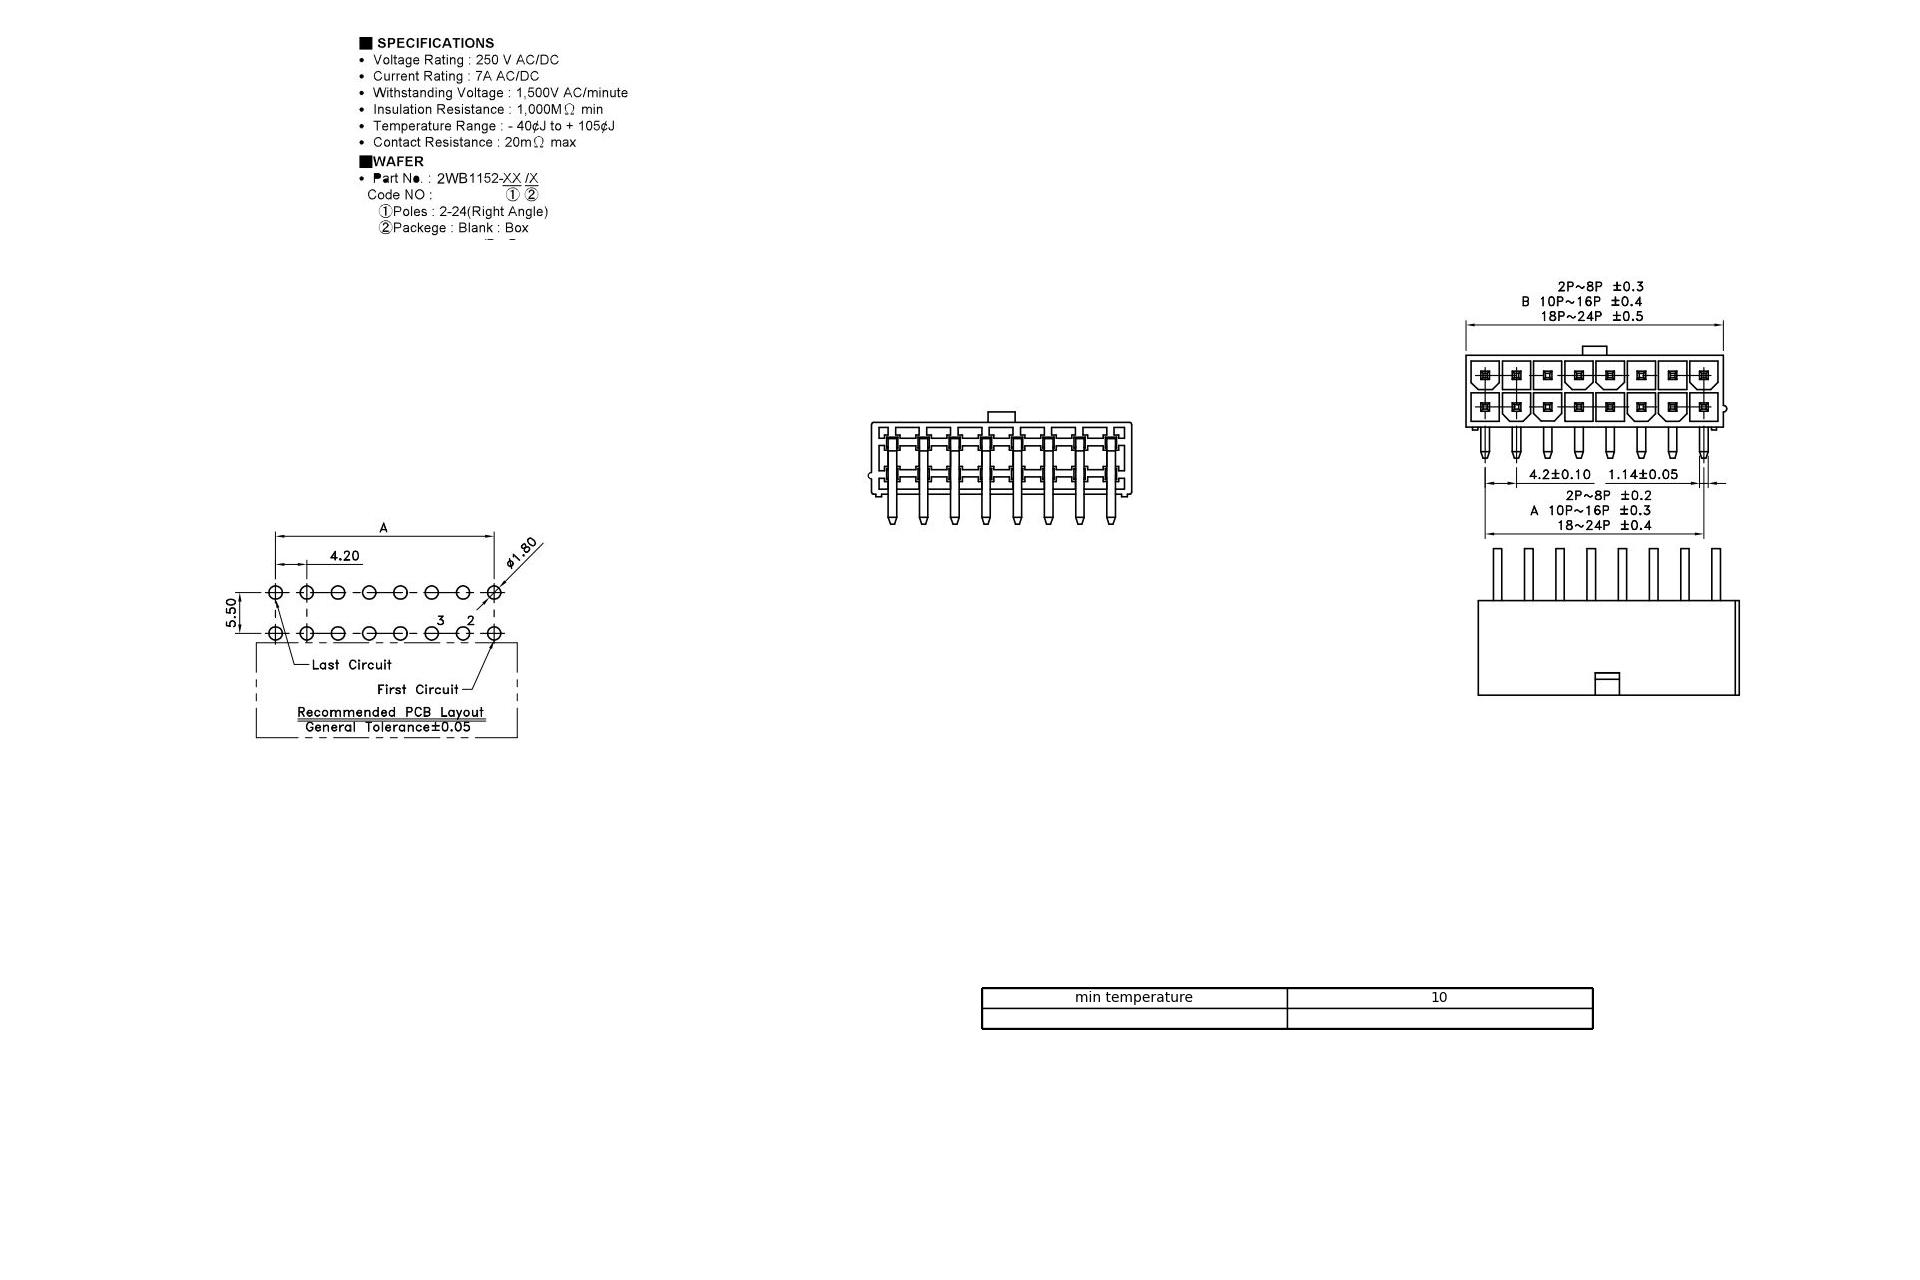 ■ SPECIFICATIONS
• Voltage Rating : 250 V AC/DC
• Current Rating : 7A AC/DC
• Withstanding Voltage : 1,500V AC/minute
• Insulation Resistance : 1,000MΩ min
• Temperature Range : - 40¢J to + 105¢J
• Contact Resistance : 20mΩ max
■WAFER
• Part No. : 2WB1152-XX /X
Code NO : ① ②
①Poles : 2-24(Right Angle)
②Packege : Blank : Box
2P~8P ±0.3
B 10P~16P ±0.4
18P~24P ±0.5
4.2±0.10 1.14±0.05
2P~8P ±0.2
A 10P~16P ±0.3
18~24P ±0.4
A
4.20
ø1.80
5.50
3 2
Last Circuit
First Circuit
Recommended PCB Layout
General Tolerance±0.05
min temperature 10